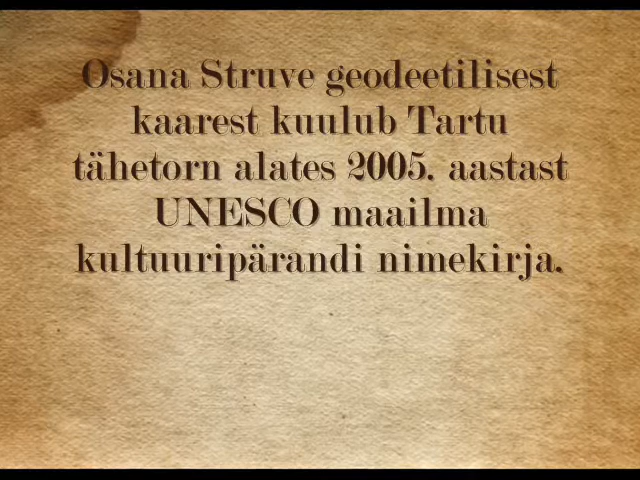 Osana Struve geodeetilisest
kaarest kuulub Tartu
tähetorn alates 2005. aastast
UNESCO maailma
kultuuripärandi nimekirja.